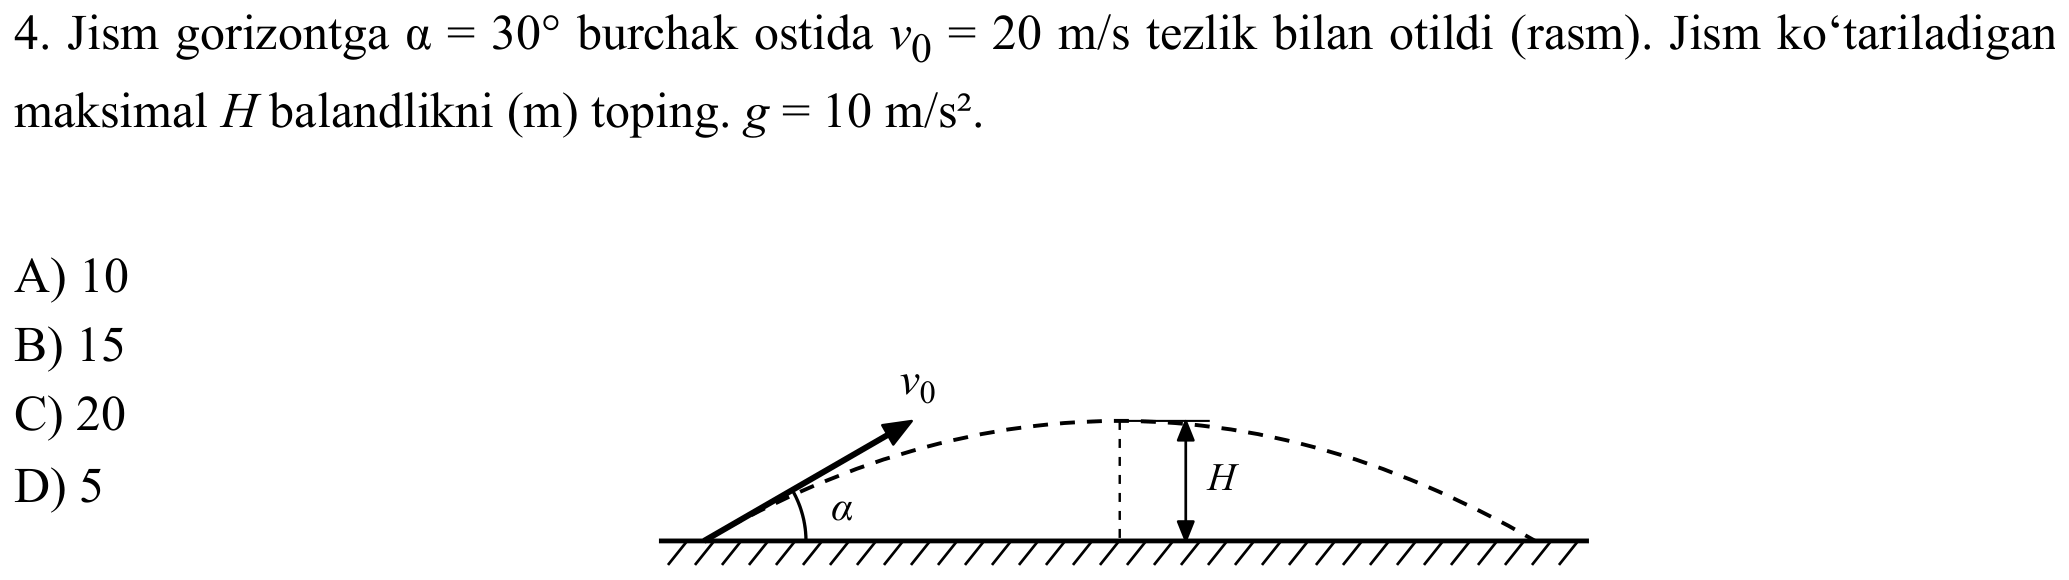 4. Jism gorizontga α = 30° burchak ostida v₀ = 20 m/s tezlik bilan otildi (rasm). Jism ko‘tariladigan
maksimal H balandlikni (m) toping. g = 10 m/s².
A) 10
B) 15
C) 20
D) 5
v₀
α
H